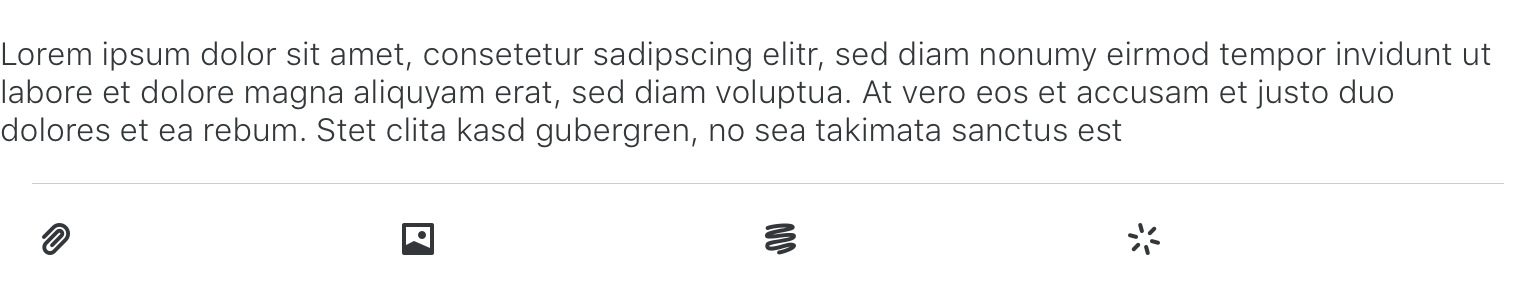 Lorem ipsum dolor sit amet, consetetur sadipscing elitr, sed diam nonumy eirmod tempor invidunt ut
labore et dolore magna aliquyam erat, sed diam voluptua. At vero eos et accusam et justo duo
dolores et ea rebum. Stet clita kasd gubergren, no sea takimata sanctus est